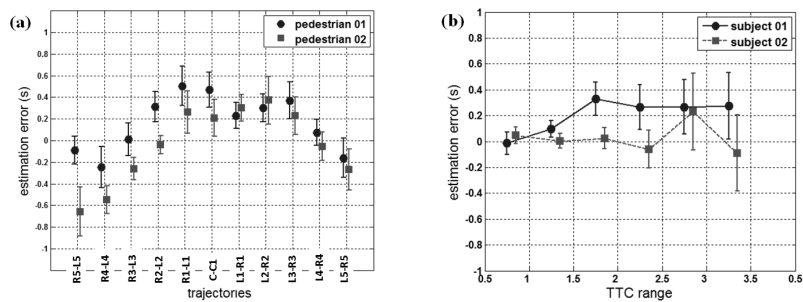 (a)
pedestrian 01
pedestrian 02
estimation error (s)
1
0.8
0.6
0.4
0.2
0
-0.2
-0.4
-0.6
-0.8
-1
R5-L5
R4-L4
R3-L3
R2-L2
R1-L1
C-C1
L1-R1
L2-R2
L3-R3
L4-R4
L5-R5
trajectories
(b)
subject 01
subject 02
estimation error (s)
1
0.8
0.6
0.4
0.2
0
-0.2
-0.4
-0.6
-0.8
-1
0.5
1
1.5
2
2.5
3
3.5
0.5
TTC range